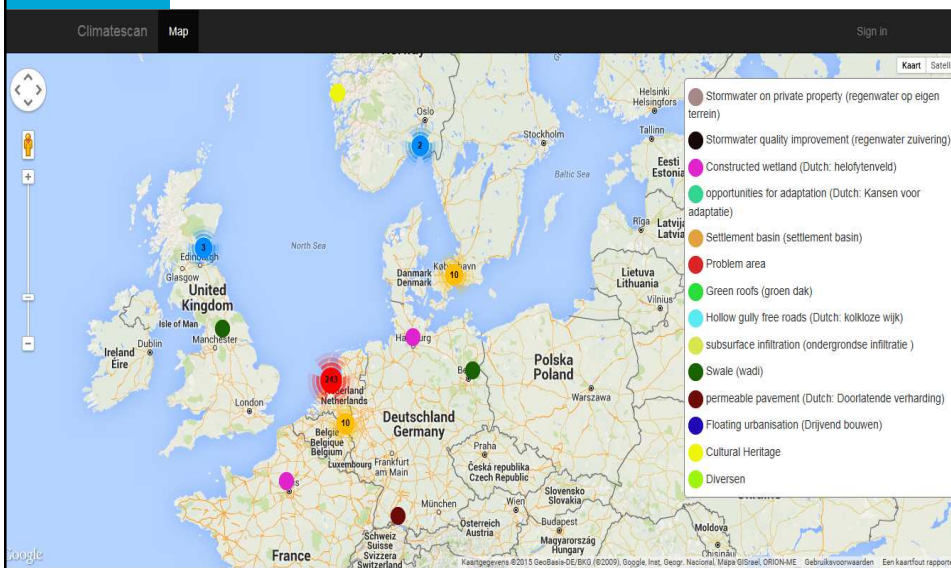 Climatescan Map Sign in
Kaart
Stormwater on private property (regenwater op eigen
terrein)
Stormwater quality improvement (regenwater zuivering)
Constructed wetland (Dutch: helofytenveld)
opportunities for adaptation (Dutch: Kansen voor
adaptatie)
Settlement basin (settlement basin)
Problem area
Green roofs (groen dak)
Hollow gully free roads (Dutch: kolkloze wijk)
subsurface infiltration (ondergrondse infiltratie )
Swale (wadi)
permeable pavement (Dutch: Doorlatende verharding)
Floating urbanisation (Drijvend bouwen)
Cultural Heritage
Diversen
Oslo
2
Stockholm
Helsinki
Helsingfors
Tallinn
Eesti
Estonia
Baltic Sea
Rīga
North Sea
3
Glasgow
United
Kingdom
Isle of Man
Ireland
Éire
Dublin
Manchester
London
Danmark
Denmark
10
Lietuva
Lithuania
Vilnius
243
Netherlands
10
België
Belgique
Belgium
Luxembourg
Deutschland
Germany
Frankfurt
am Main
Polska
Poland
Warszawa
Praha
Česká republika
Czech Republic
München
Wien
Slovensko
Slovakia
Österreich
Austria
Budapest
Magyarország
Hungary
Schweiz
Suisse
Svizzera
Switzerland
France
Moldova
Chișinău
Google
Kaartgegevens ©2015 GeoBasis-DE/BKG (©2009), Google, Inst. Geogr. Nacional, Mapa GISrael, ORION-ME Gebruiksvoorwaarden Een kaartfout